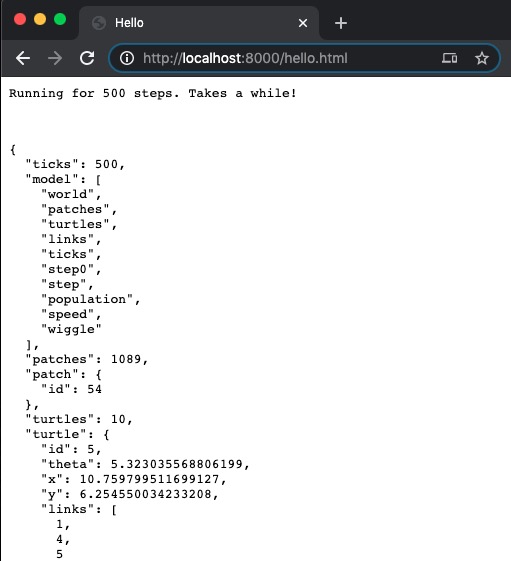 Hello
http://localhost:8000/hello.html
Running for 500 steps. Takes a while!
{
  "ticks": 500,
  "model": [
    "world",
    "patches",
    "turtles",
    "links",
    "ticks",
    "step0",
    "step",
    "population",
    "speed",
    "wiggle"
  ],
  "patches": 1089,
  "patch": {
    "id": 54
  },
  "turtles": 10,
  "turtle": {
    "id": 5,
    "theta": 5.323035568806199,
    "x": 10.759799511699127,
    "y": 6.254550034233208,
    "links": [
      1,
      4,
      5